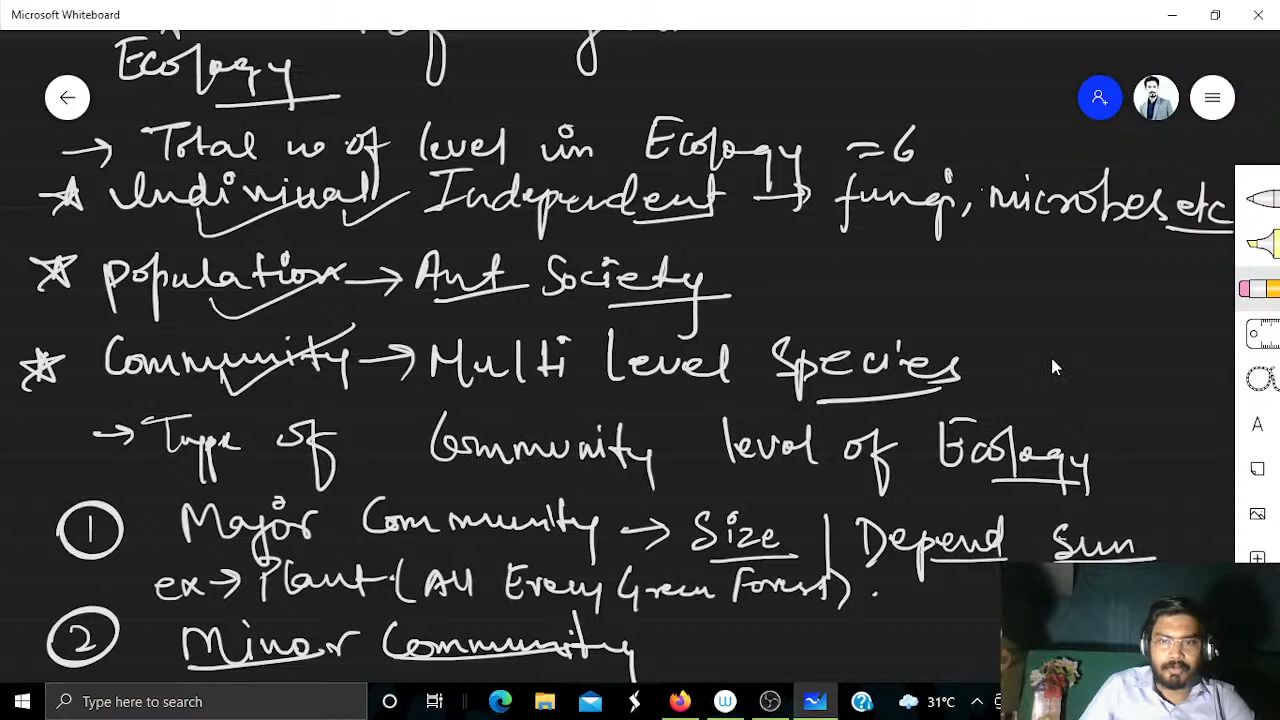 Microsoft Whiteboard
Ecology
→ Total no of level in Ecology = 6
★ Indivisual Independent → fungi, microbes etc
★ population → Ant Society
★ Community → Multi Level Species
→ Type of Community level of Ecology
① Major Community → Size | Depend Sun
ex → Plant (All Every Green Forest).
② Minor Community
Type here to search
31°C